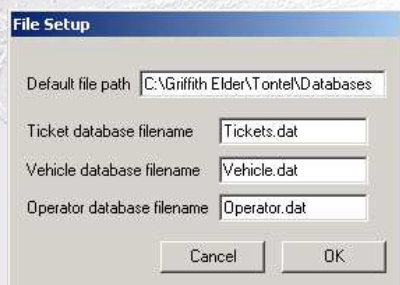 File Setup
Default file path C:\Griffith Elder\Tontel\Databases
Ticket database filename Tickets.dat
Vehicle database filename Vehicle.dat
Operator database filename Operator.dat
Cancel OK